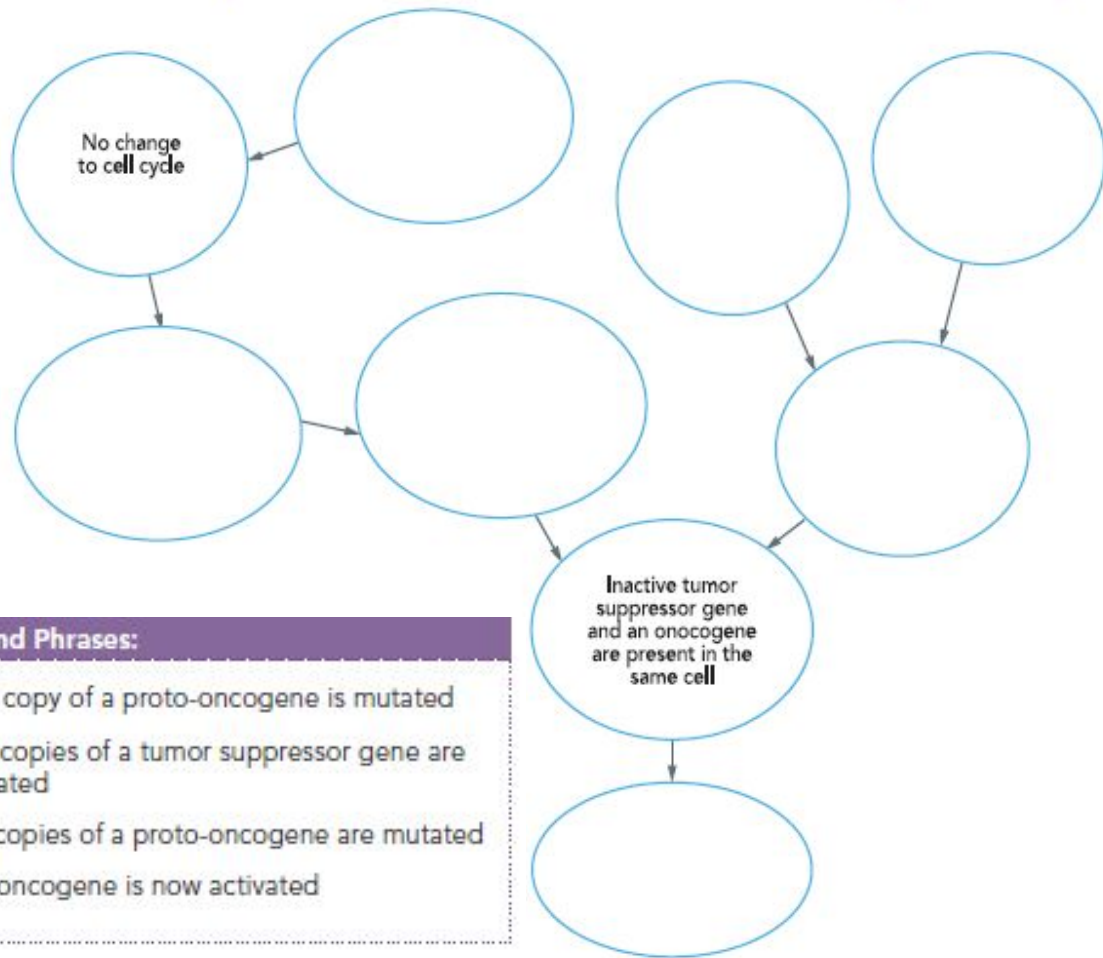 No change
to cell cycle
Inactive tumor
suppressor gene
and an onocogene
are present in the
same cell
nd Phrases:
copy of a proto-oncogene is mutated
copies of a tumor suppressor gene are
ated
copies of a proto-oncogene are mutated
oncogene is now activated